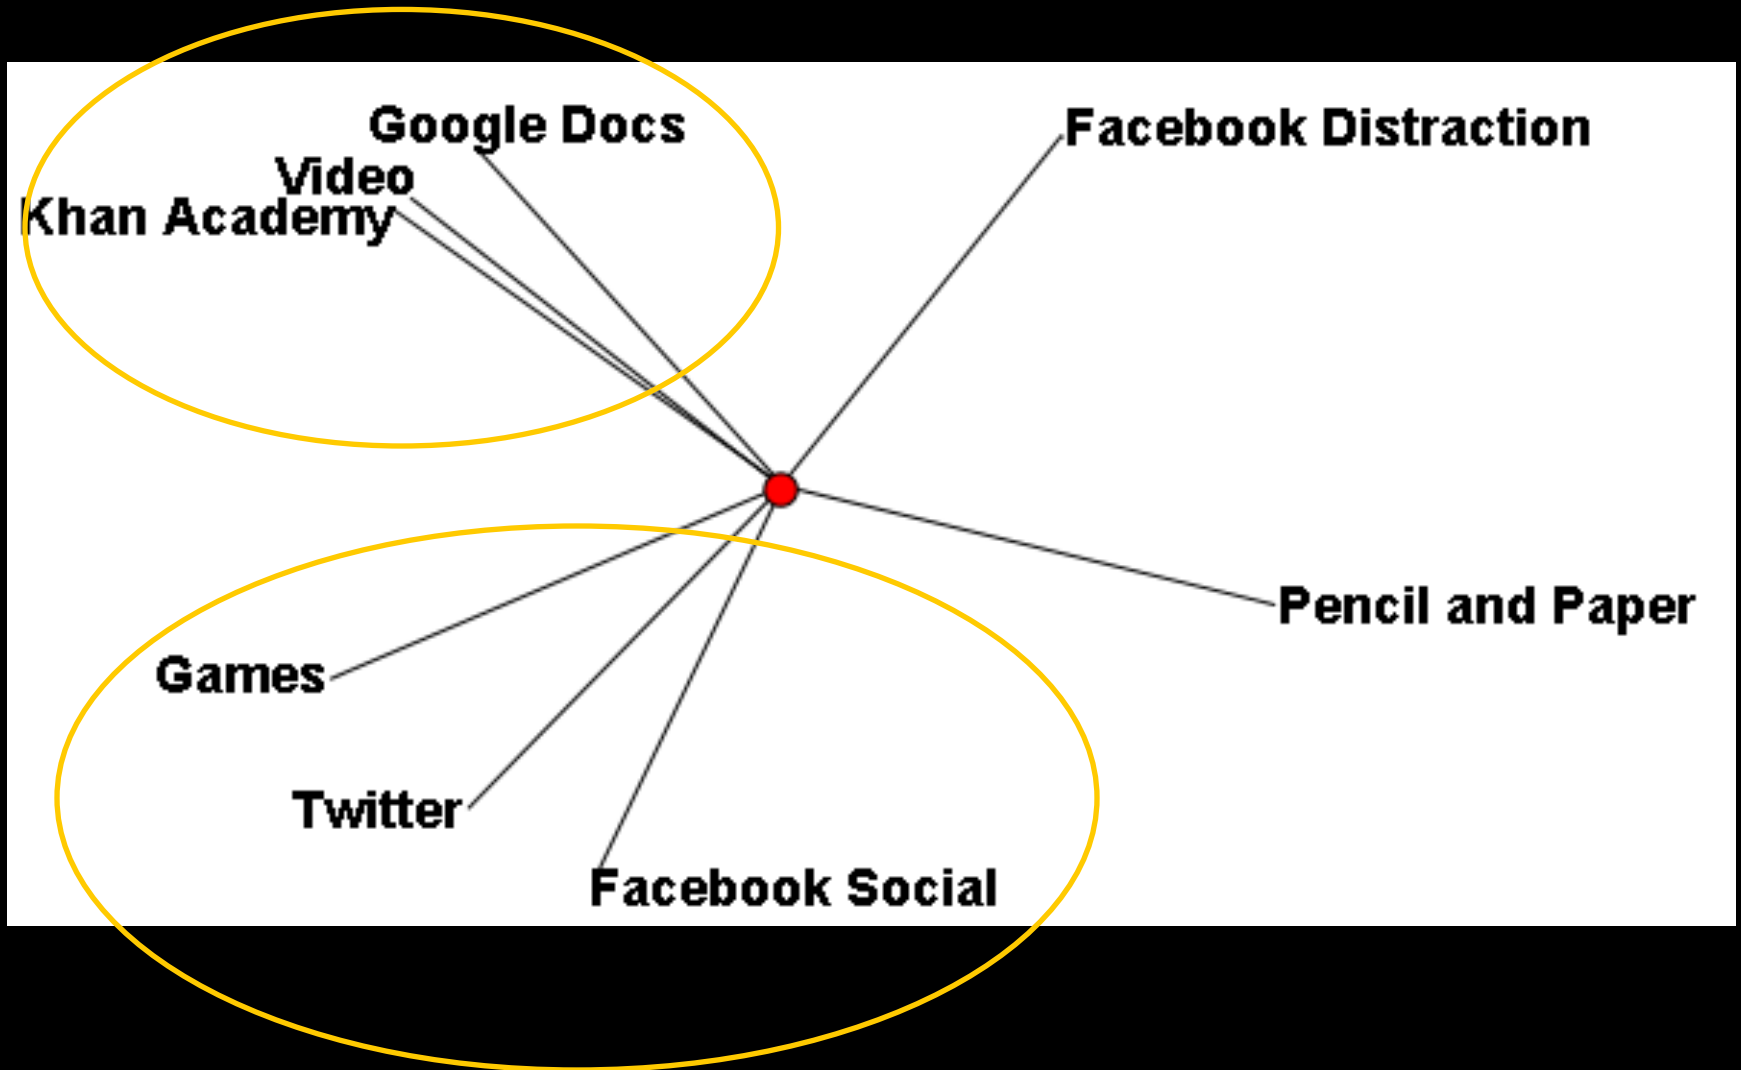 Google Docs
Video
Khan Academy
Facebook Distraction
Pencil and Paper
Games
Twitter
Facebook Social